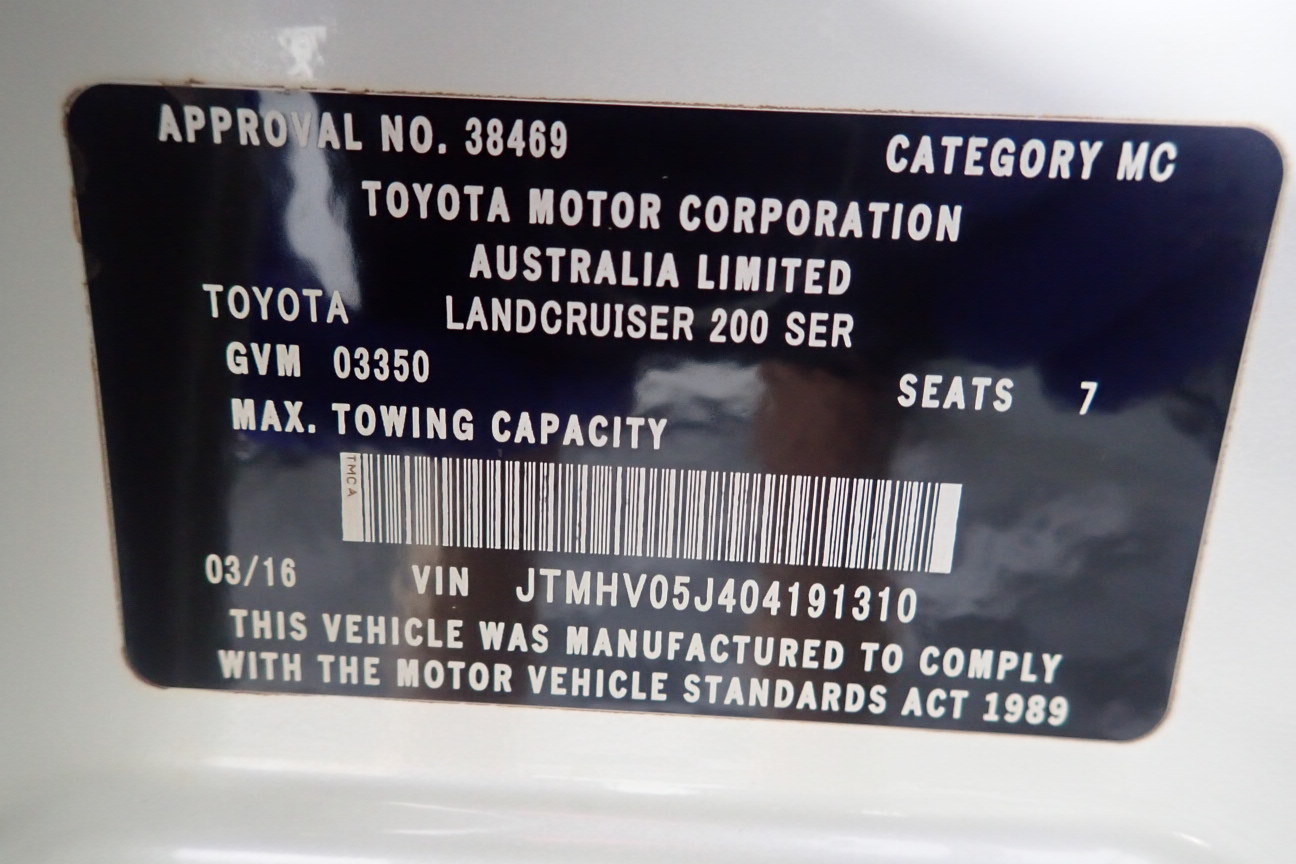 APPROVAL NO. 38469 CATEGORY MC
TOYOTA MOTOR CORPORATION
AUSTRALIA LIMITED
TOYOTA LANDCRUISER 200 SER
GVM 03350 SEATS 7
MAX. TOWING CAPACITY
TMCA
03/16 VIN JTMHV05J404191310
THIS VEHICLE WAS MANUFACTURED TO COMPLY
WITH THE MOTOR VEHICLE STANDARDS ACT 1989